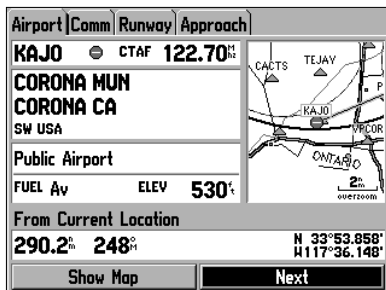 Airport Comm Runway Approach
KAJO CTAF 122.70 Mhz
CORONA MUN
CORONA CA
SW USA
Public Airport
FUEL Av ELEV 530 ft
From Current Location
290.2 248
N 33°53.858'
W117°36.148'
Show Map Next
CACTS TEJAY
P
KAJO
VPCOR
ONTARIO
2
overzoom